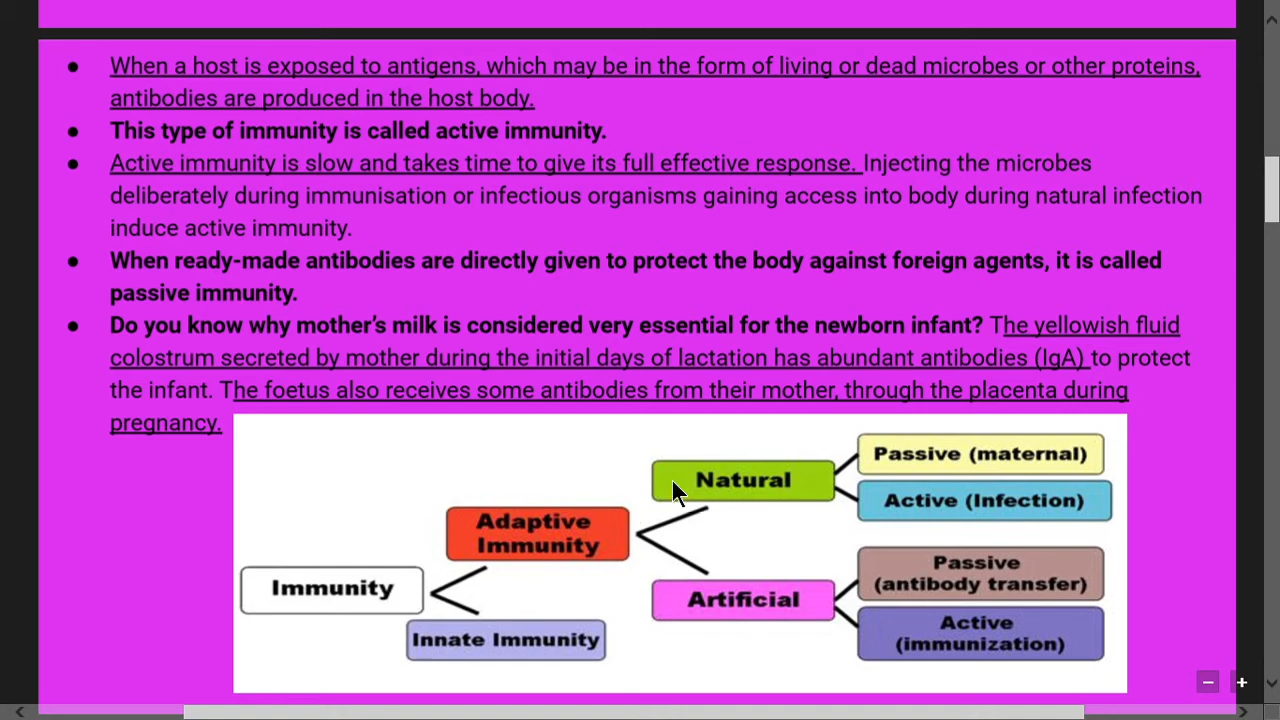 ● When a host is exposed to antigens, which may be in the form of living or dead microbes or other proteins,
antibodies are produced in the host body.
● This type of immunity is called active immunity.
● Active immunity is slow and takes time to give its full effective response. Injecting the microbes
deliberately during immunisation or infectious organisms gaining access into body during natural infection
induce active immunity.
● When ready-made antibodies are directly given to protect the body against foreign agents, it is called
passive immunity.
● Do you know why mother’s milk is considered very essential for the newborn infant? The yellowish fluid
colostrum secreted by mother during the initial days of lactation has abundant antibodies (IgA) to protect
the infant. The foetus also receives some antibodies from their mother, through the placenta during
pregnancy.
Immunity
Adaptive
Immunity
Innate Immunity
Natural
Artificial
Passive (maternal)
Active (Infection)
Passive
(antibody transfer)
Active
(immunization)